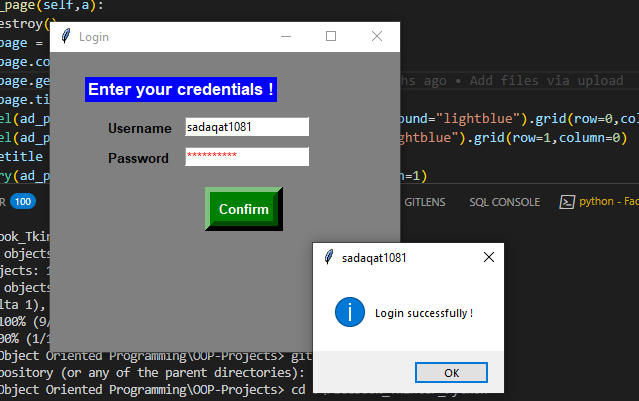 _page(self,a):
estroy()
page =
page.co
page.ge
hs ago • Add files via upload
page.ti
el(ad_p
ound="lightblue").grid(row=0,col
el(ad_p
ghtblue").grid(row=1,column=0)
etitle
ry(ad_p
n=1)
Login
Enter your credentials !
Username
sadaqat1081
Password
**********
Confirm
R
100
GITLENS
SQL CONSOLE
python - Fac
ook_Tki
objects
jects: 1
objects
lta 1),
100% (9/
00% (1/1
Object Oriented Programming\OOP-Projects> git
pository (or any of the parent directories):
Object Oriented Programming\OOP-Projects> cd
sadaqat1081
Login successfully !
OK